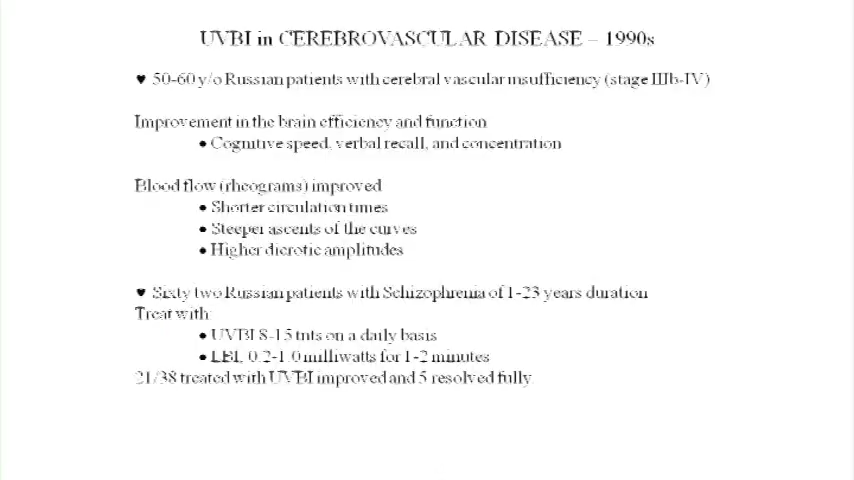 UVBI in CEREBROVASCULAR DISEASE – 1990s
♥ 50-60 y/o Russian patients with cerebral vascular insufficiency (stage IIIb-IV)
Improvement in the brain efficiency and function
• Cognitive speed, verbal recall, and concentration
Blood flow (rheograms) improved
• Shorter circulation times
• Steeper ascents of the curves
• Higher dicrotic amplitudes
♥ Sixty two Russian patients with Schizophrenia of 1-23 years duration
Treat with:
• UVBI 8-15 tnts on a daily basis
• LBI, 0.2-1.0 milliwatts for 1-2 minutes
21/38 treated with UVBI improved and 5 resolved fully